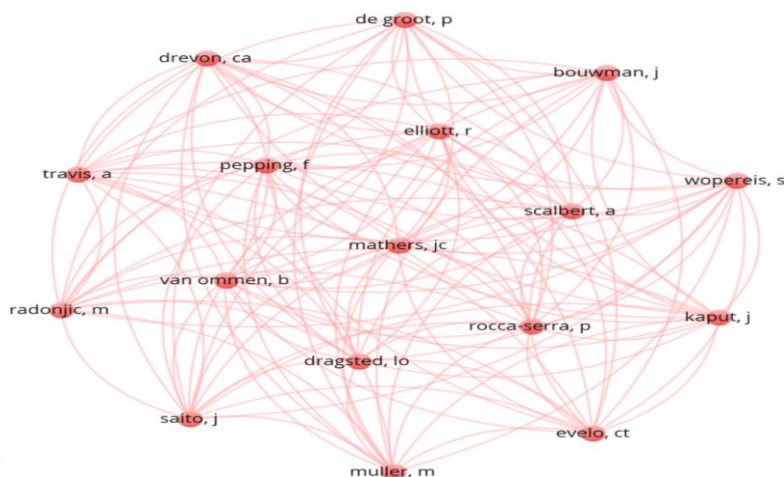 de groot, p
drevon, ca
bouwman, j
elliott, r
pepping, f
travis, a
wopereis, s
scalbert, a
mathers, jc
van ommen, b
radonjic, m
kaput, j
rocca-serra, p
dragsted, lo
saito, j
evelo, ct
muller, m